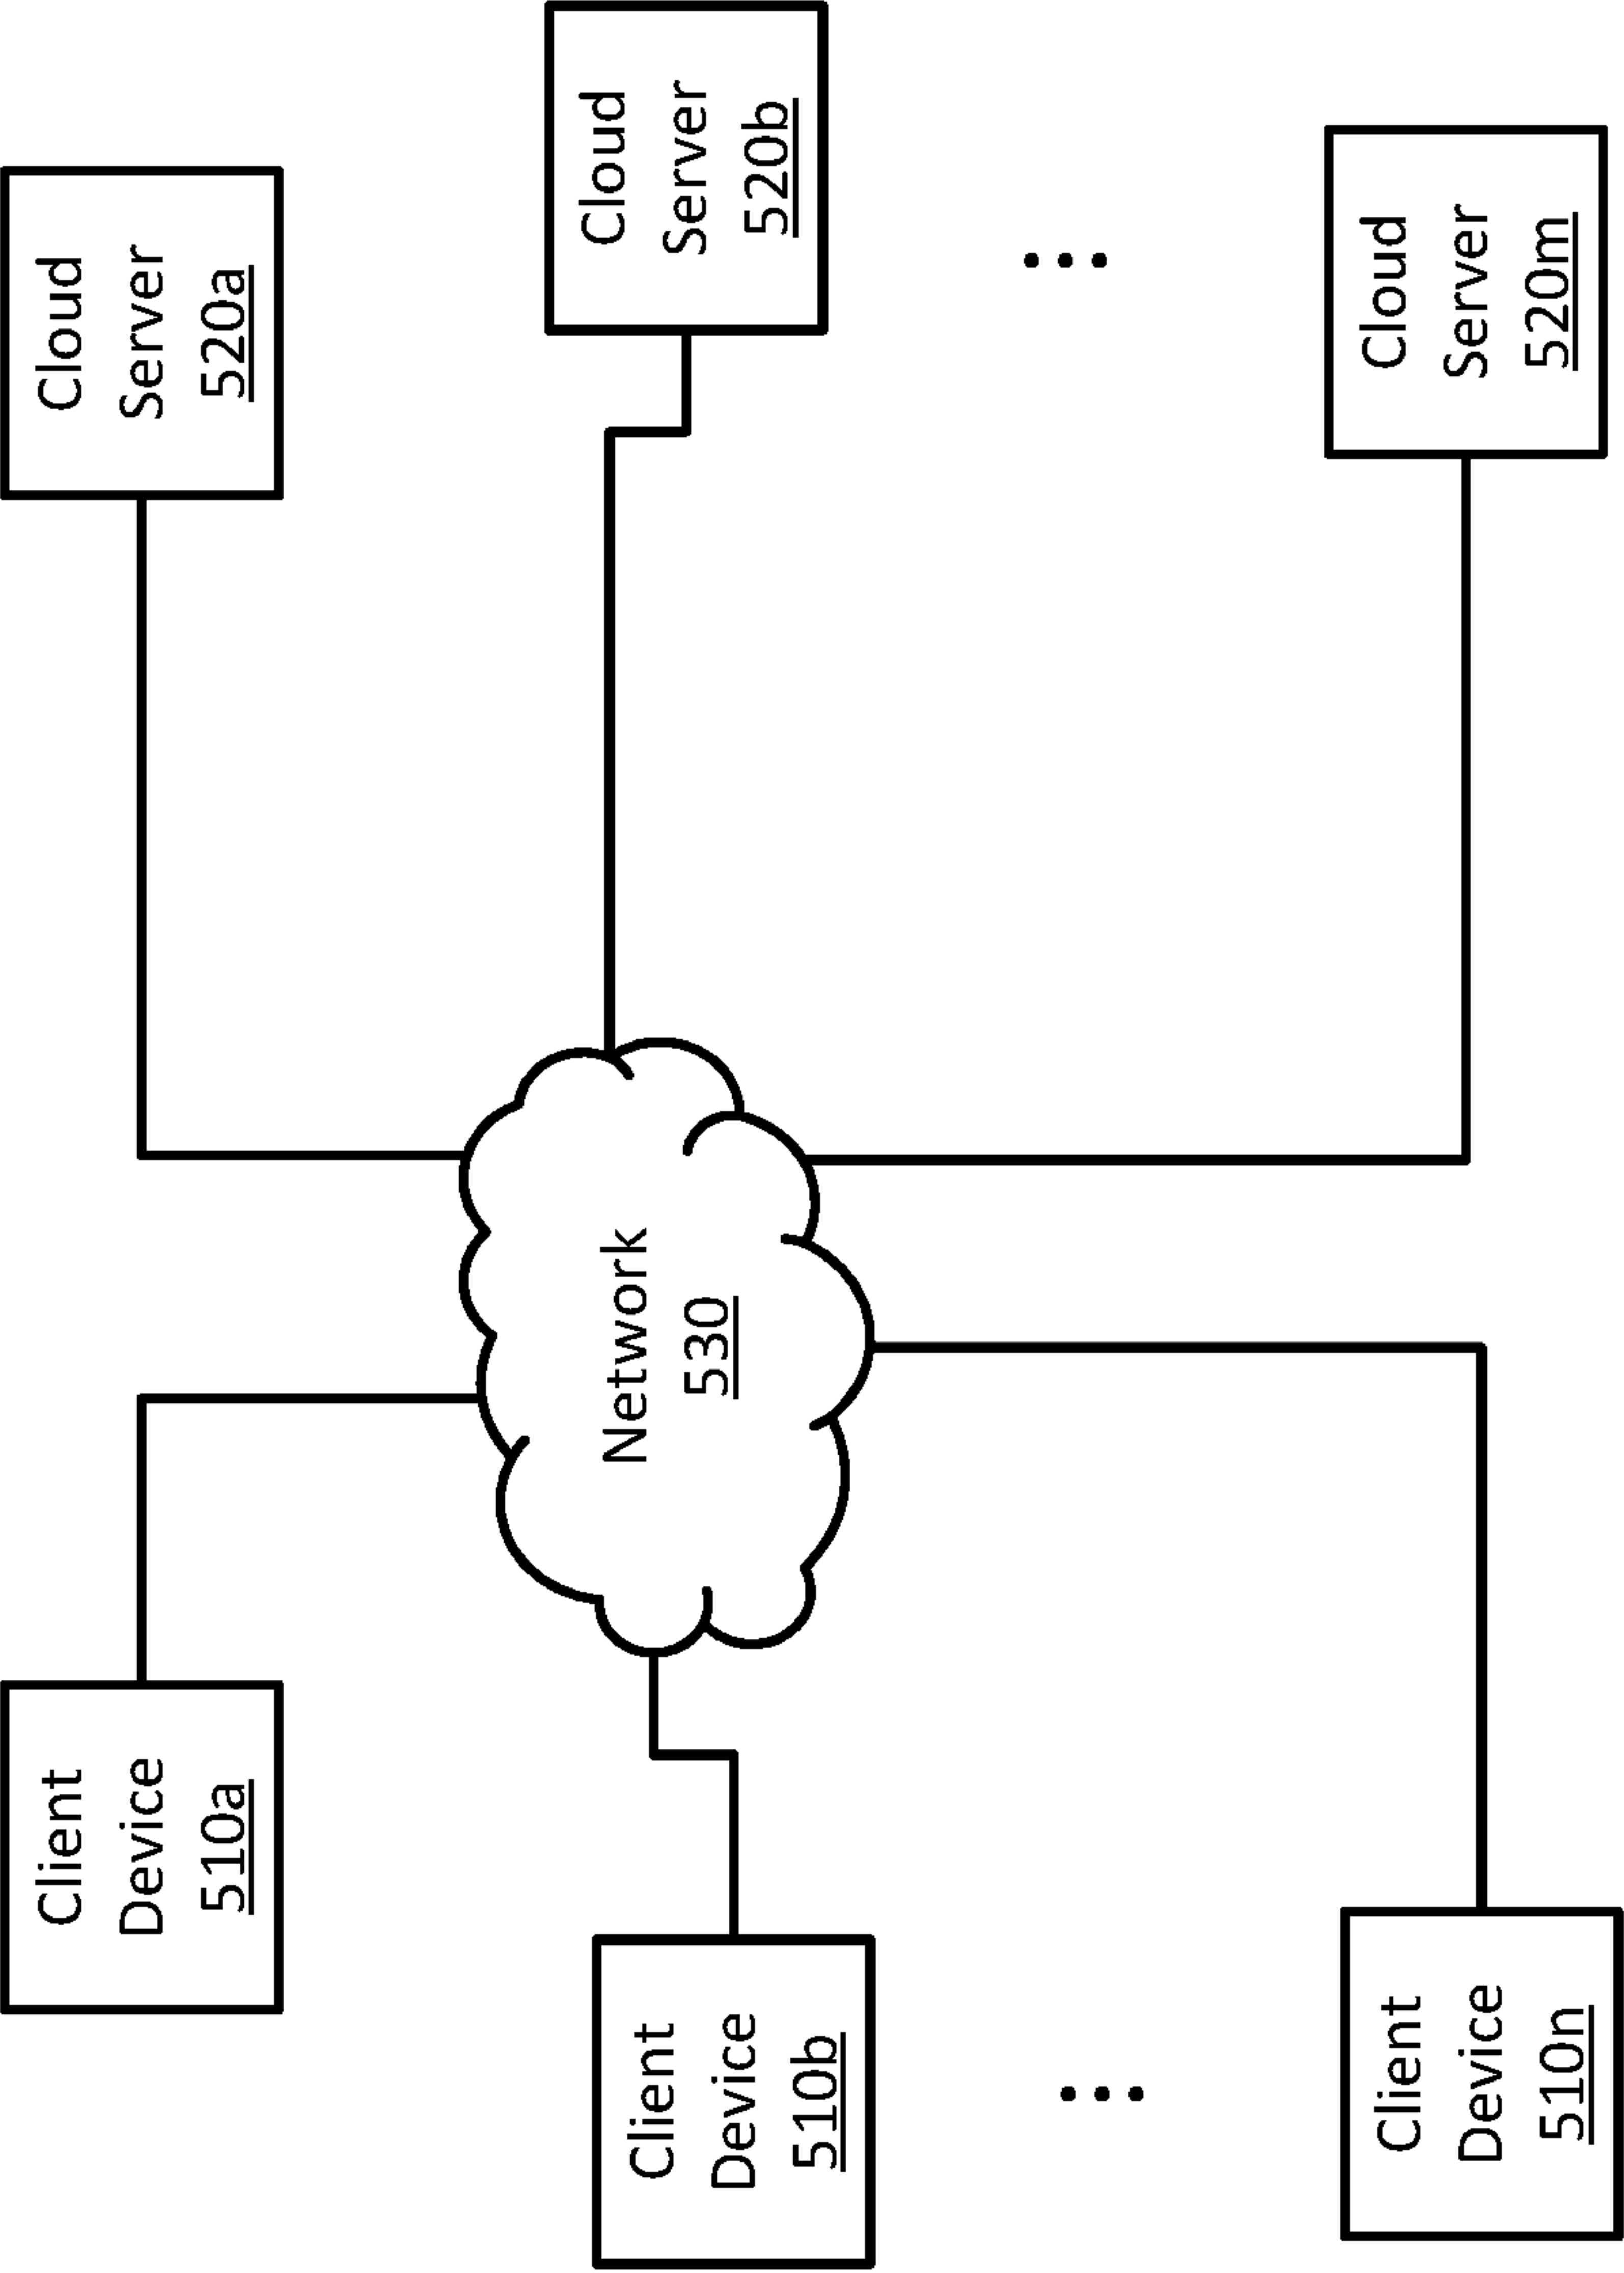 Client
Device
510a
Client
Device
510b
Client
Device
510n
Network
530
Cloud
Server
520a
Cloud
Server
520b
Cloud
Server
520m